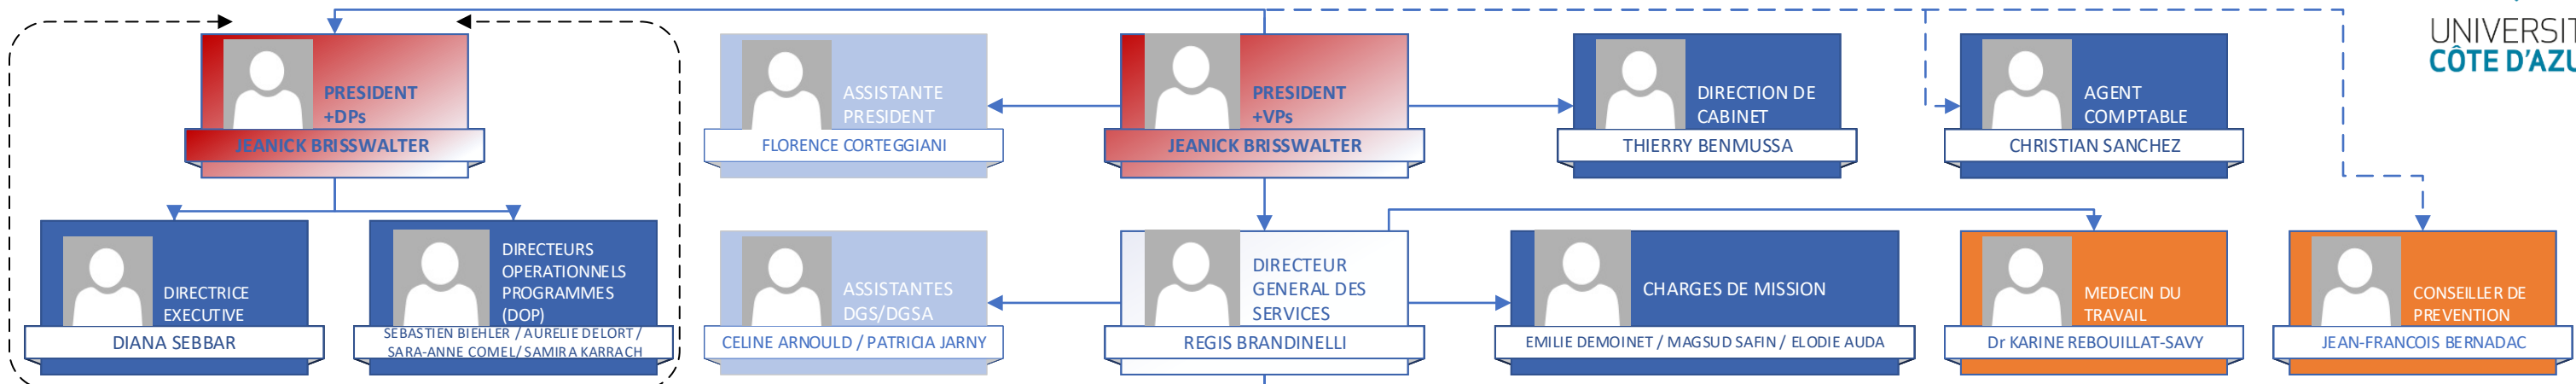 UNIVERSIT
CÔTE D'AZU
PRESIDENT
+DPs
JEANICK BRISSWALTER
ASSISTANTE
PRESIDENT
FLORENCE CORTEGGIANI
PRESIDENT
+VPs
JEANICK BRISSWALTER
DIRECTION DE
CABINET
THIERRY BENMUSSA
AGENT
COMPTABLE
CHRISTIAN SANCHEZ
DIRECTRICE
EXECUTIVE
DIANA SEBBAR
DIRECTEURS
OPERATIONNELS
PROGRAMMES
(DOP)
SEBASTIEN BIEHLER / AURELIE DELORT /
SARA-ANNE COMEL/ SAMIRA KARRACH
ASSISTANTES
DGS/DGSA
CELINE ARNOULD / PATRICIA JARNY
DIRECTEUR
GENERAL DES
SERVICES
REGIS BRANDINELLI
CHARGES DE MISSION
EMILIE DEMOINET / MAGSUD SAFIN / ELODIE AUDA
MEDECIN DU
TRAVAIL
Dr KARINE REBOUILLAT-SAVY
CONSEILLER DE
PREVENTION
JEAN-FRANCOIS BERNADAC